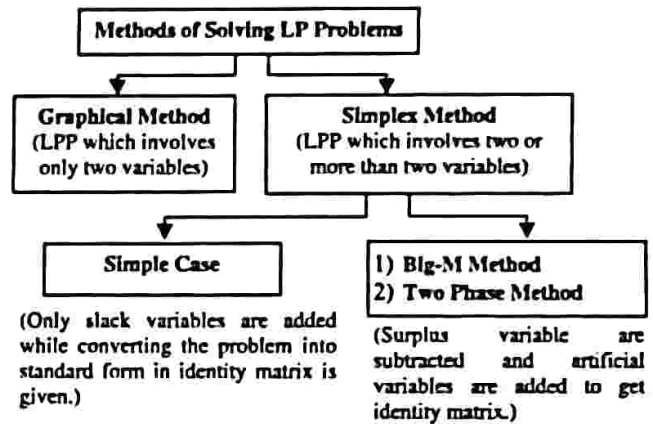 Methods of Solving LP Problems
Graphical Method
(LPP which involves
only two variables)
Simplex Method
(LPP which involves two or
more than two variables)
Simple Case
(Only slack variables are added
while converting the problem into
standard form in identity matrix is
given.)
1) Big-M Method
2) Two Phase Method
(Surplus variable are
subtracted and artificial
variables are added to get
identity matrix.)